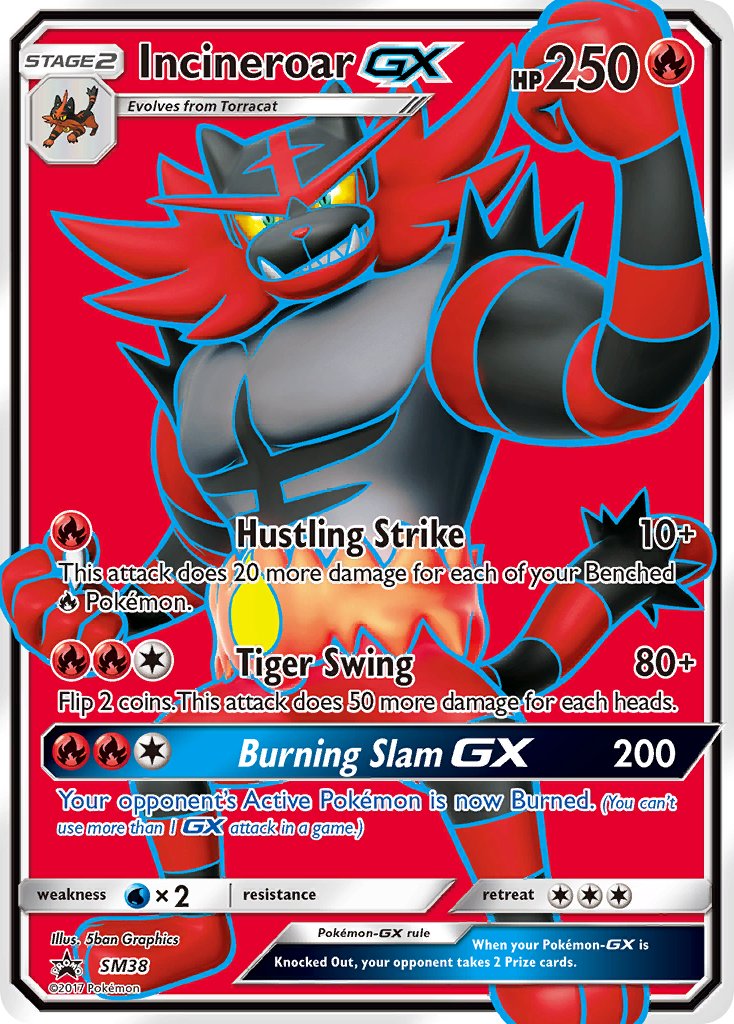 STAGE2 Incineroar GX HP250
Evolves from Torracat
Hustling Strike 10+
This attack does 20 more damage for each of your Benched
Pokémon.
Tiger Swing 80+
Flip 2 coins. This attack does 50 more damage for each heads.
Burning Slam GX 200
Your opponent's Active Pokémon is now Burned. (You can't
use more than 1 GX attack in a game.)
weakness ×2 resistance retreat
Illus. 5ban Graphics
SM38
©2017 Pokémon
Pokémon-GX rule
When your Pokémon-GX is
Knocked Out, your opponent takes 2 Prize cards.